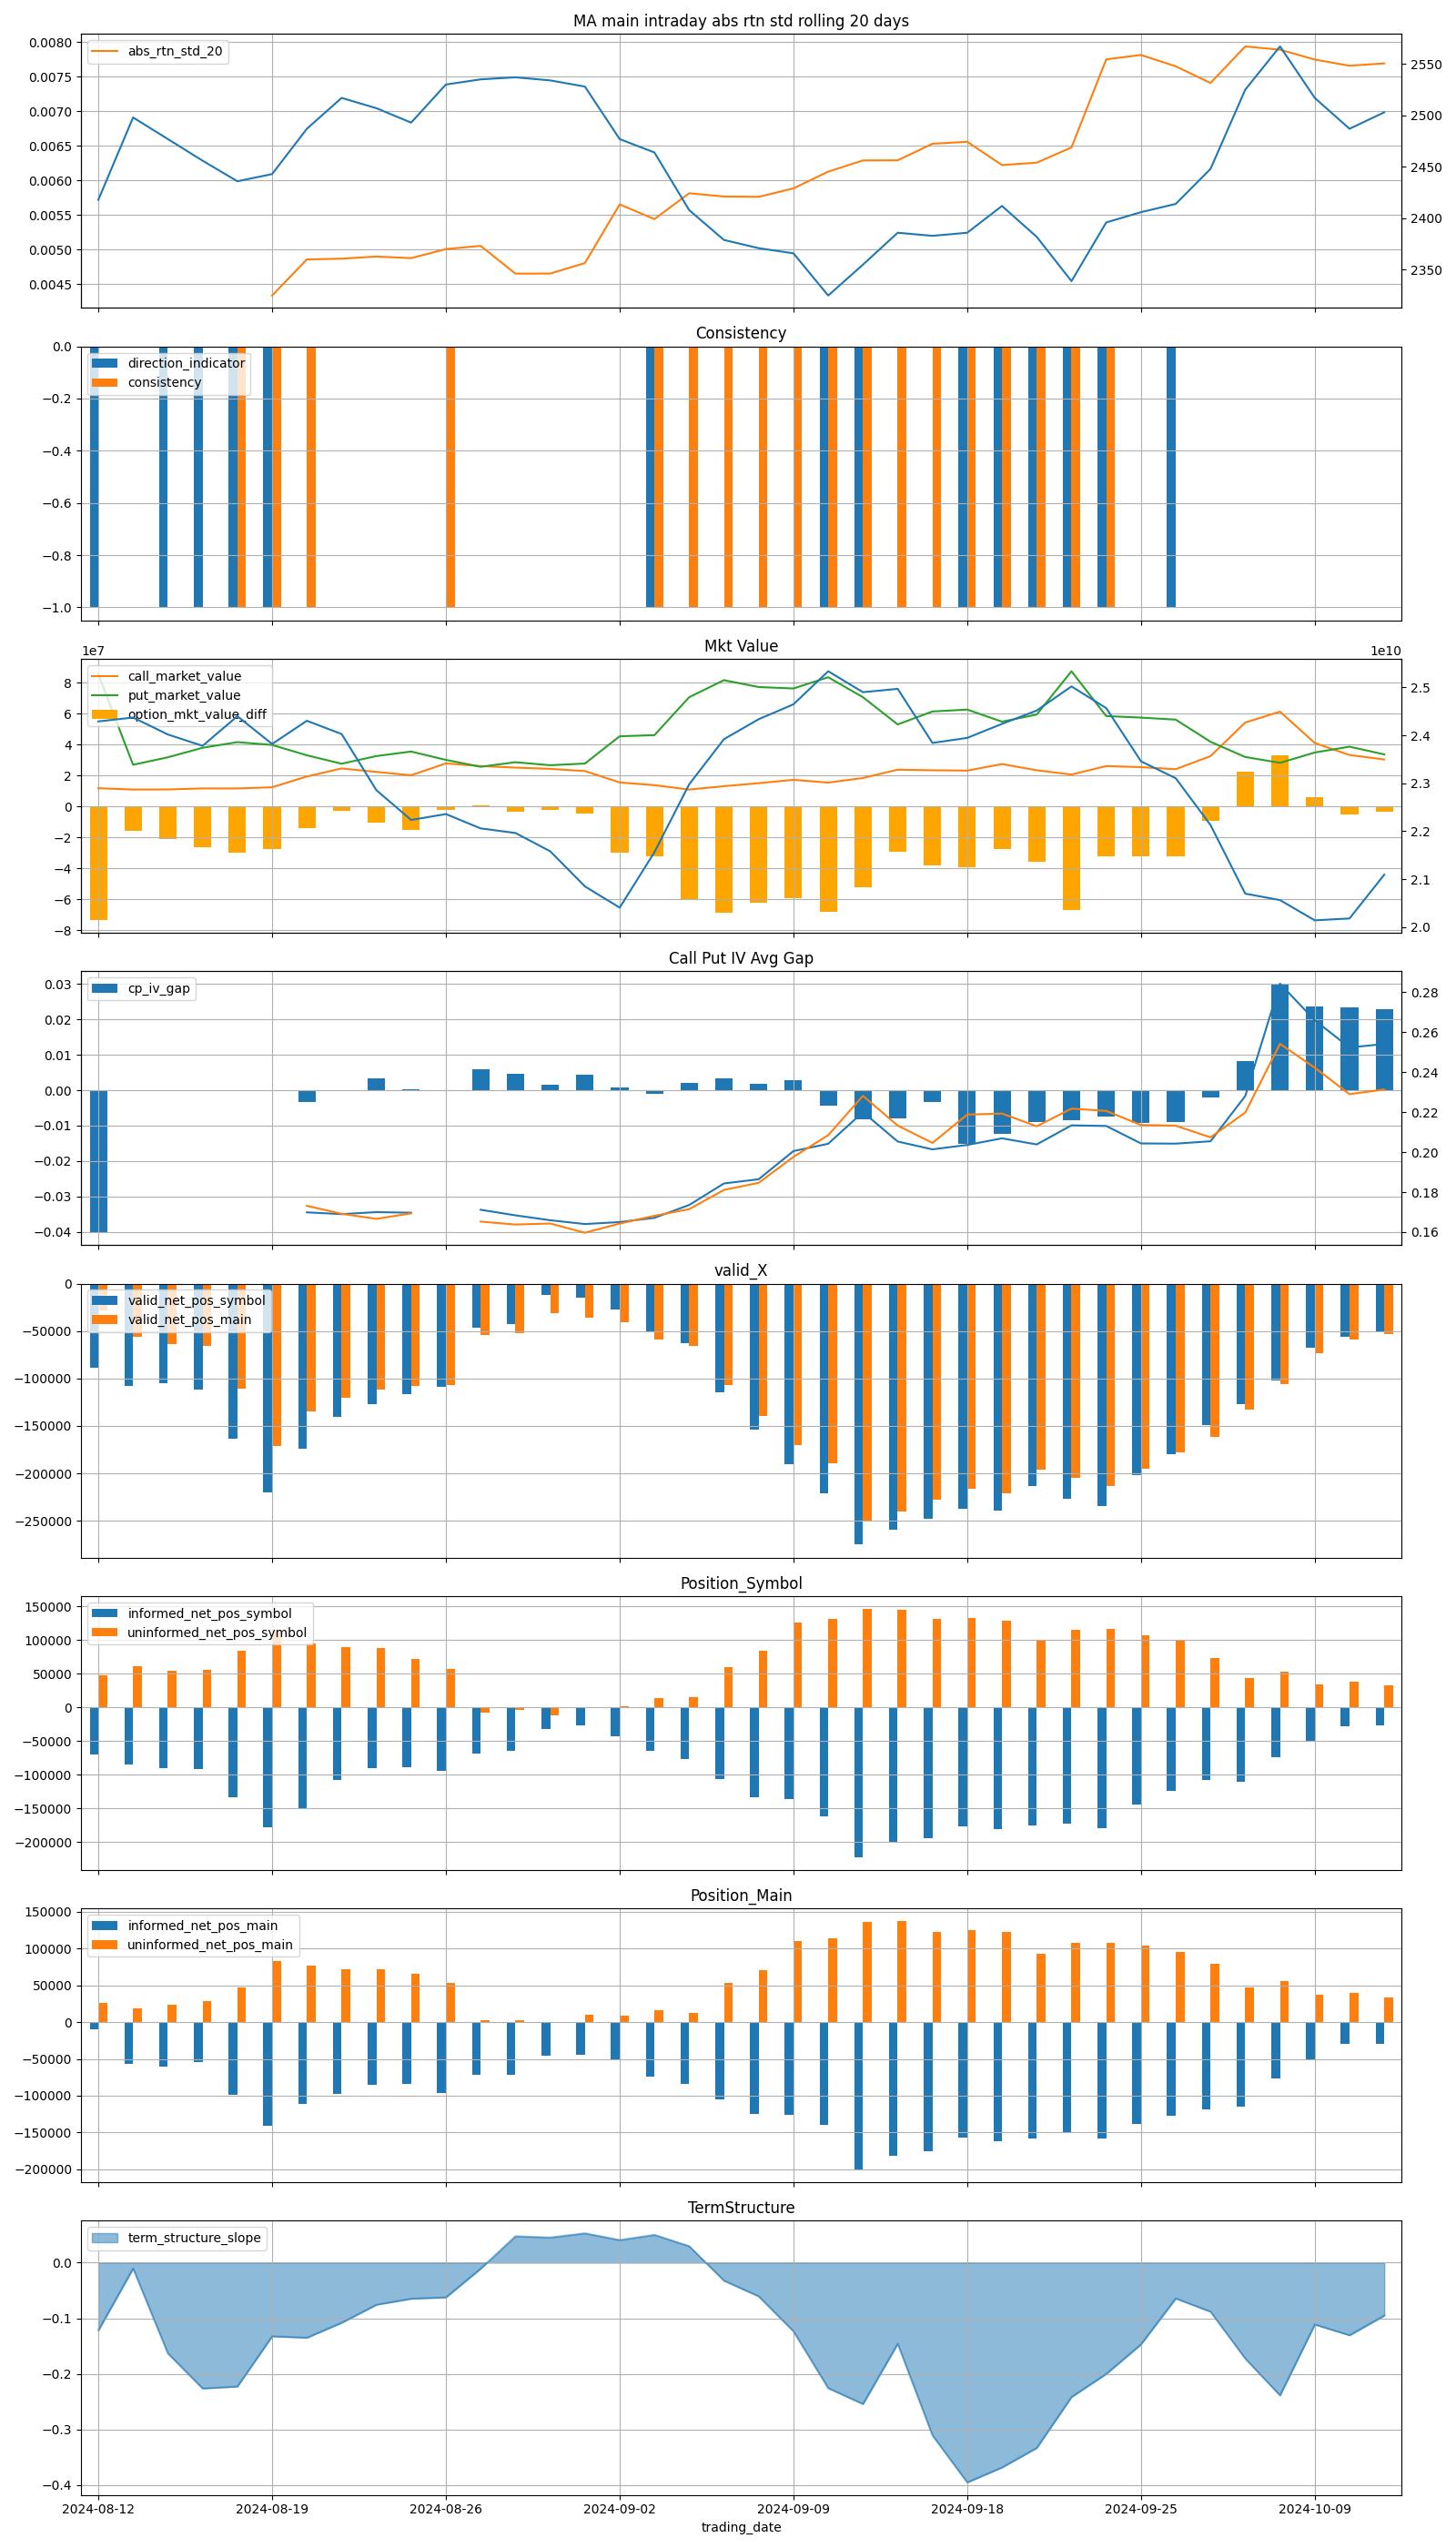 MA main intraday abs rtn std rolling 20 days
abs_rtn_std_20
0.0080
0.0075
0.0070
0.0065
0.0060
0.0055
0.0050
0.0045
2550
2500
2450
2400
2350
Consistency
direction_indicator
consistency
0.0
−0.2
−0.4
−0.6
−0.8
−1.0
Mkt Value
1e7
1e10
call_market_value
put_market_value
option_mkt_value_diff
8
6
4
2
0
−2
−4
−6
−8
2.5
2.4
2.3
2.2
2.1
2.0
Call Put IV Avg Gap
cp_iv_gap
0.03
0.02
0.01
0.00
−0.01
−0.02
−0.03
−0.04
0.28
0.26
0.24
0.22
0.20
0.18
0.16
valid_X
valid_net_pos_symbol
valid_net_pos_main
0
−50000
−100000
−150000
−200000
−250000
Position_Symbol
informed_net_pos_symbol
uninformed_net_pos_symbol
150000
100000
50000
0
−50000
−100000
−150000
−200000
Position_Main
informed_net_pos_main
uninformed_net_pos_main
150000
100000
50000
0
−50000
−100000
−150000
−200000
TermStructure
term_structure_slope
0.0
−0.1
−0.2
−0.3
−0.4
2024-08-12 2024-08-19 2024-08-26 2024-09-02 2024-09-09 2024-09-18 2024-09-25 2024-10-09
trading_date